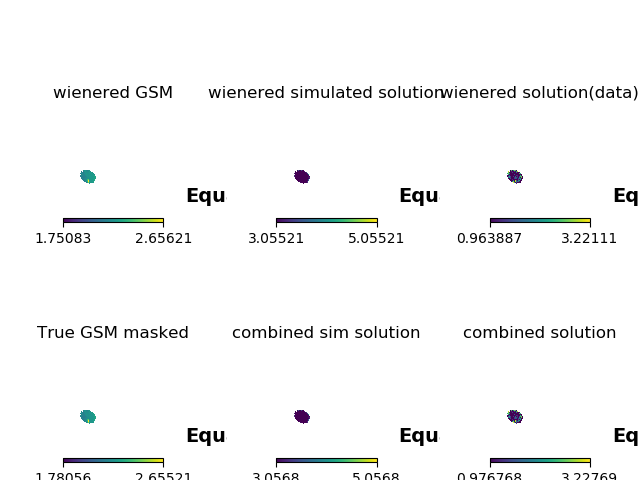 wienered GSM wienered simulated solution wienered solution(data)
Equ Equ Eq
1.75083 2.65621 3.05521 5.05521 0.963887 3.22111
True GSM masked combined sim solution combined solution
Equ Equ Eq
1.78056 2.65521 3.0568 5.0568 0.976768 3.22769